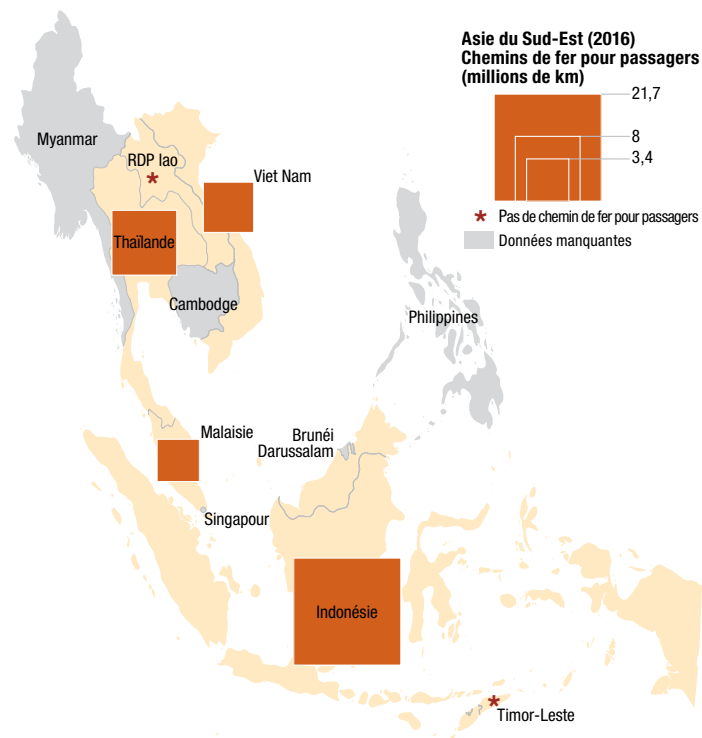 Asie du Sud-Est (2016)
Chemins de fer pour passagers
(millions de km)
21,7
8
3,4
* Pas de chemin de fer pour passagers
Données manquantes
Myanmar
RDP lao
*
Viet Nam
Thaïlande
Cambodge
Philippines
Malaisie
Brunéi
Darussalam
Singapour
Indonésie
*
Timor-Leste